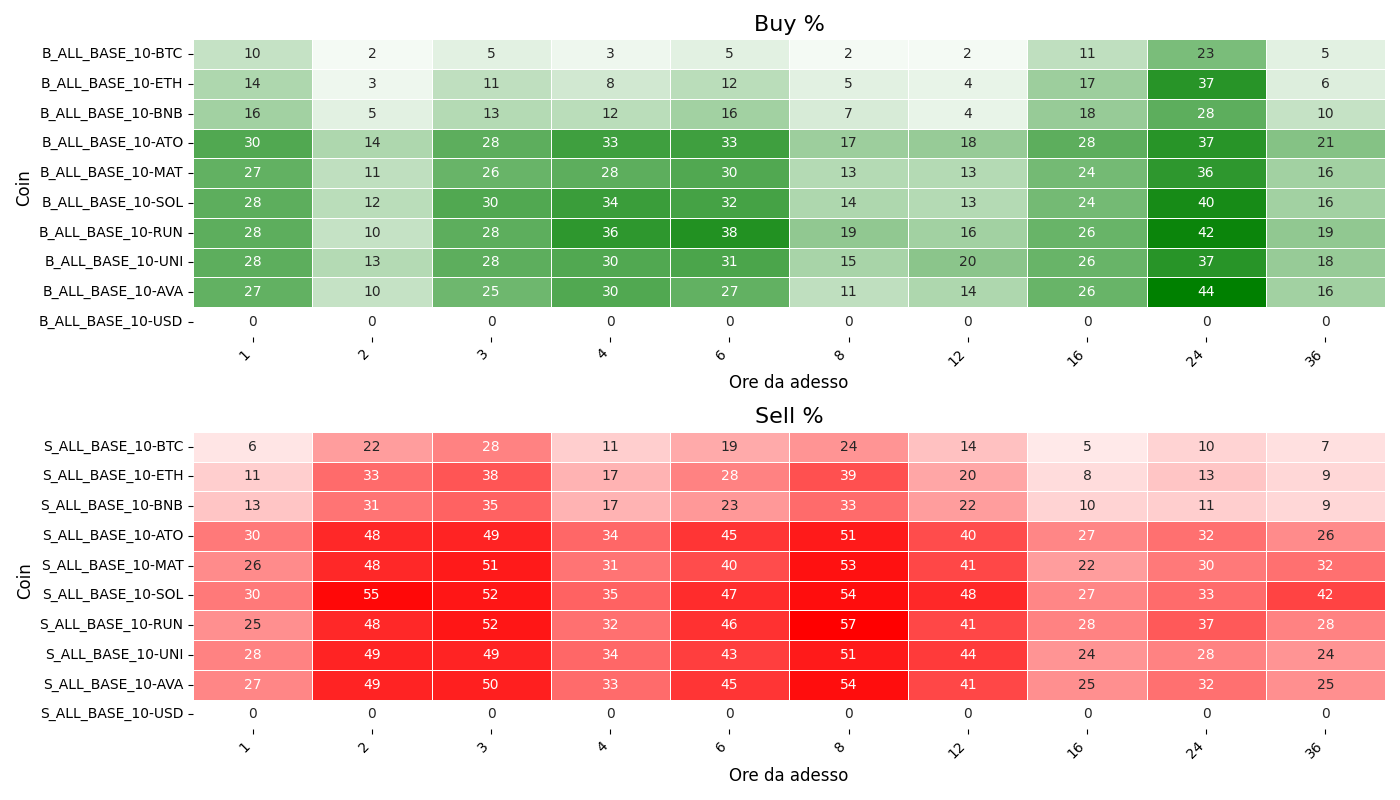 Buy %
Coin
B_ALL_BASE_10-BTC 10 2 5 3 5 2 2 11 23 5
B_ALL_BASE_10-ETH 14 3 11 8 12 5 4 17 37 6
B_ALL_BASE_10-BNB 16 5 13 12 16 7 4 18 28 10
B_ALL_BASE_10-ATO 30 14 28 33 33 17 18 28 37 21
B_ALL_BASE_10-MAT 27 11 26 28 30 13 13 24 36 16
B_ALL_BASE_10-SOL 28 12 30 34 32 14 13 24 40 16
B_ALL_BASE_10-RUN 28 10 28 36 38 19 16 26 42 19
B_ALL_BASE_10-UNI 28 13 28 30 31 15 20 26 37 18
B_ALL_BASE_10-AVA 27 10 25 30 27 11 14 26 44 16
B_ALL_BASE_10-USD 0 0 0 0 0 0 0 0 0 0
1 2 3 4 6 8 12 16 24 36
Ore da adesso
Sell %
Coin
S_ALL_BASE_10-BTC 6 22 28 11 19 24 14 5 10 7
S_ALL_BASE_10-ETH 11 33 38 17 28 39 20 8 13 9
S_ALL_BASE_10-BNB 13 31 35 17 23 33 22 10 11 9
S_ALL_BASE_10-ATO 30 48 49 34 45 51 40 27 32 26
S_ALL_BASE_10-MAT 26 48 51 31 40 53 41 22 30 32
S_ALL_BASE_10-SOL 30 55 52 35 47 54 48 27 33 42
S_ALL_BASE_10-RUN 25 48 52 32 46 57 41 28 37 28
S_ALL_BASE_10-UNI 28 49 49 34 43 51 44 24 28 24
S_ALL_BASE_10-AVA 27 49 50 33 45 54 41 25 32 25
S_ALL_BASE_10-USD 0 0 0 0 0 0 0 0 0 0
1 2 3 4 6 8 12 16 24 36
Ore da adesso